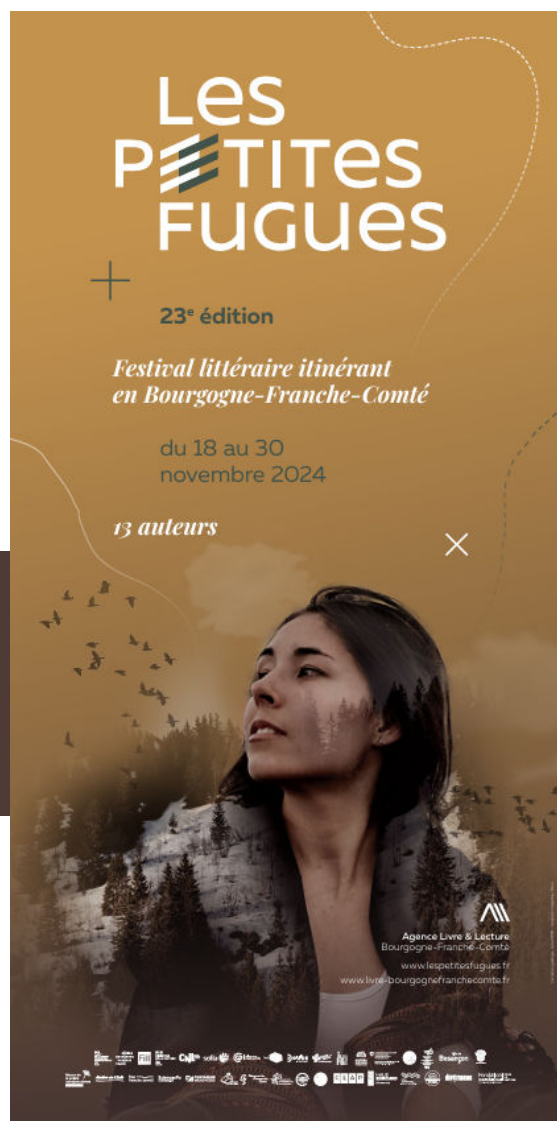 Les
PETITes
FUGUes
23e édition
Festival littéraire itinérant
en Bourgogne-Franche-Comté
du 18 au 30
novembre 2024
13 auteurs
Agence Livre & Lecture
Bourgogne-Franche-Comté
www.lespetitesfugues.fr
www.livre-bourgognefranchecomte.fr
Besançon